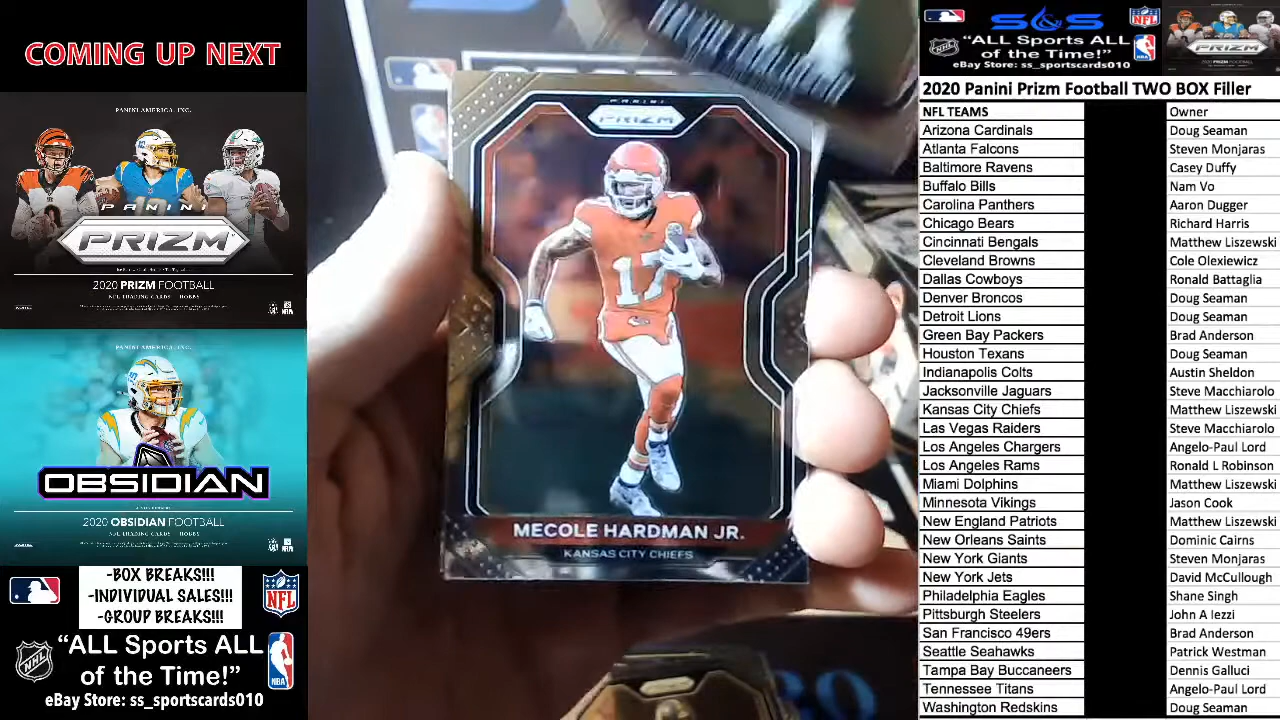 COMING UP NEXT
PANINI AMERICA, INC.
PANINI
PRIZM
2020 PRIZM FOOTBALL
NFL TRADING CARDS HOBBY
PANINI AMERICA, INC.
OBSIDIAN
2020 OBSIDIAN FOOTBALL
NFL TRADING CARDS HOBBY
-BOX BREAKS!!!
-INDIVIDUAL SALES!!!
-GROUP BREAKS!!!
NFL
NHL
NBA
“ALL Sports ALL
of the Time!”
eBay Store: ss_sportscards010
PANINI
PRIZM
17
MECOLE HARDMAN JR.
KANSAS CITY CHIEFS
S&S
NFL
NHL
NBA
“ALL Sports ALL
of the Time!”
eBay Store: ss_sportscards010
PRIZM
2020 Panini Prizm Football TWO BOX Filler
NFL TEAMS Owner
Arizona Cardinals Doug Seaman
Atlanta Falcons Steven Monjaras
Baltimore Ravens Casey Duffy
Buffalo Bills Nam Vo
Carolina Panthers Aaron Dugger
Chicago Bears Richard Harris
Cincinnati Bengals Matthew Liszewski
Cleveland Browns Cole Olexiewicz
Dallas Cowboys Ronald Battaglia
Denver Broncos Doug Seaman
Detroit Lions Doug Seaman
Green Bay Packers Brad Anderson
Houston Texans Doug Seaman
Indianapolis Colts Austin Sheldon
Jacksonville Jaguars Steve Macchiarolo
Kansas City Chiefs Matthew Liszewski
Las Vegas Raiders Steve Macchiarolo
Los Angeles Chargers Angelo-Paul Lord
Los Angeles Rams Ronald L Robinson
Miami Dolphins Matthew Liszewski
Minnesota Vikings Jason Cook
New England Patriots Matthew Liszewski
New Orleans Saints Dominic Cairns
New York Giants Steven Monjaras
New York Jets David McCullough
Philadelphia Eagles Shane Singh
Pittsburgh Steelers John A Iezzi
San Francisco 49ers Brad Anderson
Seattle Seahawks Patrick Westman
Tampa Bay Buccaneers Dennis Galluci
Tennessee Titans Angelo-Paul Lord
Washington Redskins Doug Seaman